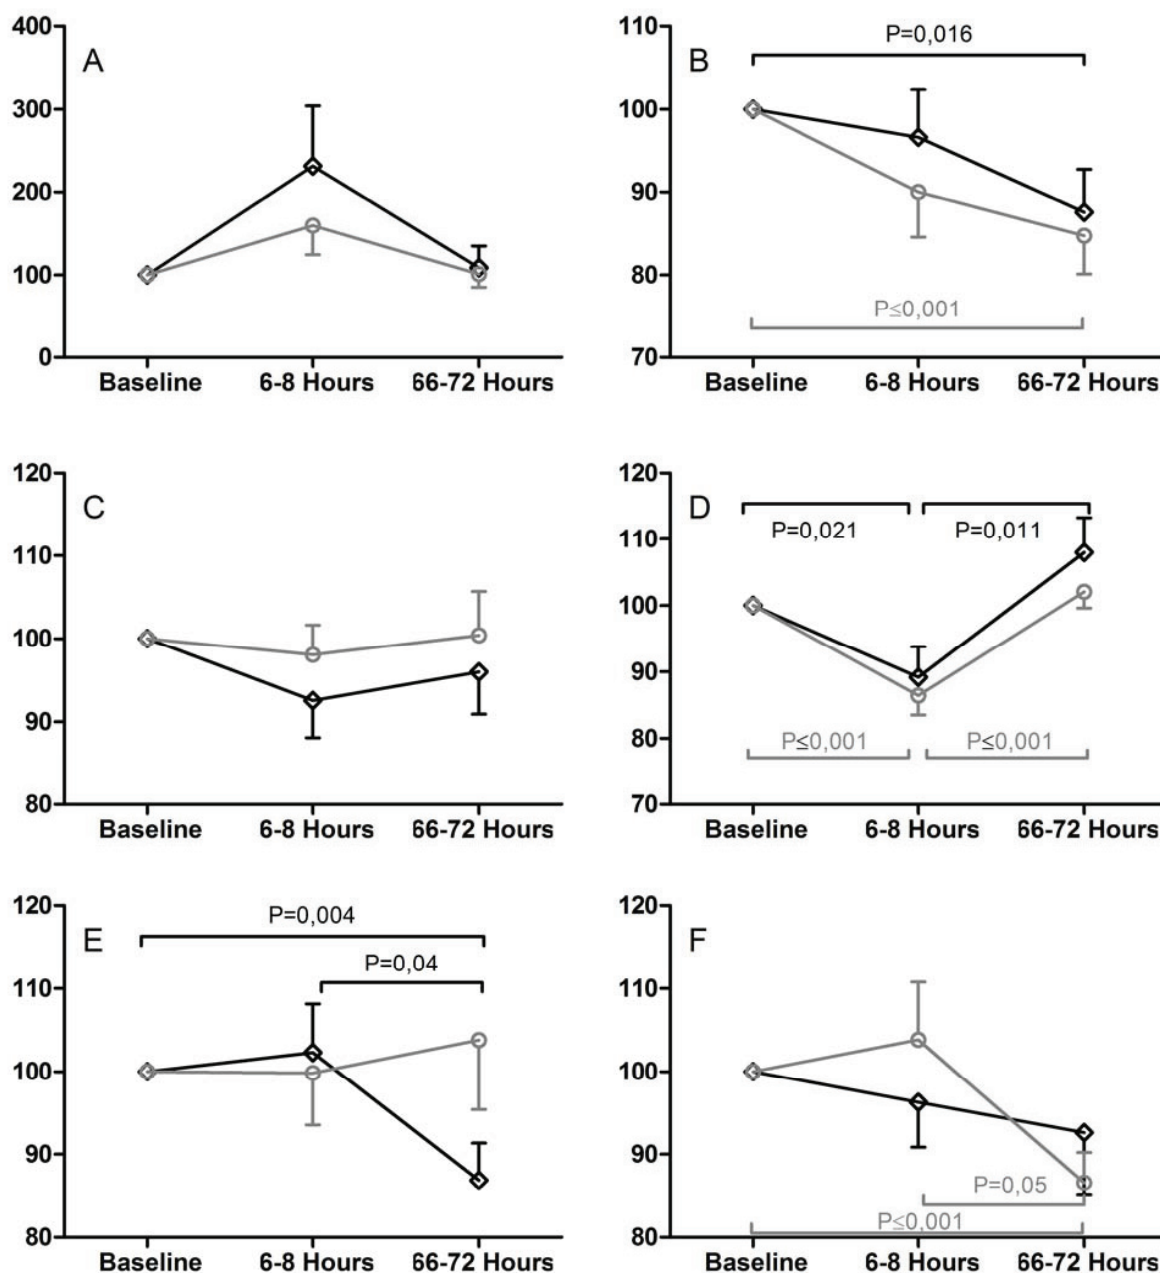 400
300
200
100
0
A
Baseline 6-8 Hours 66-72 Hours
110
100
90
80
70
B
P=0,016
P≤0,001
Baseline 6-8 Hours 66-72 Hours
120
110
100
90
80
C
Baseline 6-8 Hours 66-72 Hours
120
110
100
90
80
70
D
P=0,021 P=0,011
P≤0,001 P≤0,001
Baseline 6-8 Hours 66-72 Hours
120
110
100
90
80
E
P=0,004
P=0,04
Baseline 6-8 Hours 66-72 Hours
120
110
100
90
80
F
P=0,05
P≤0,001
Baseline 6-8 Hours 66-72 Hours